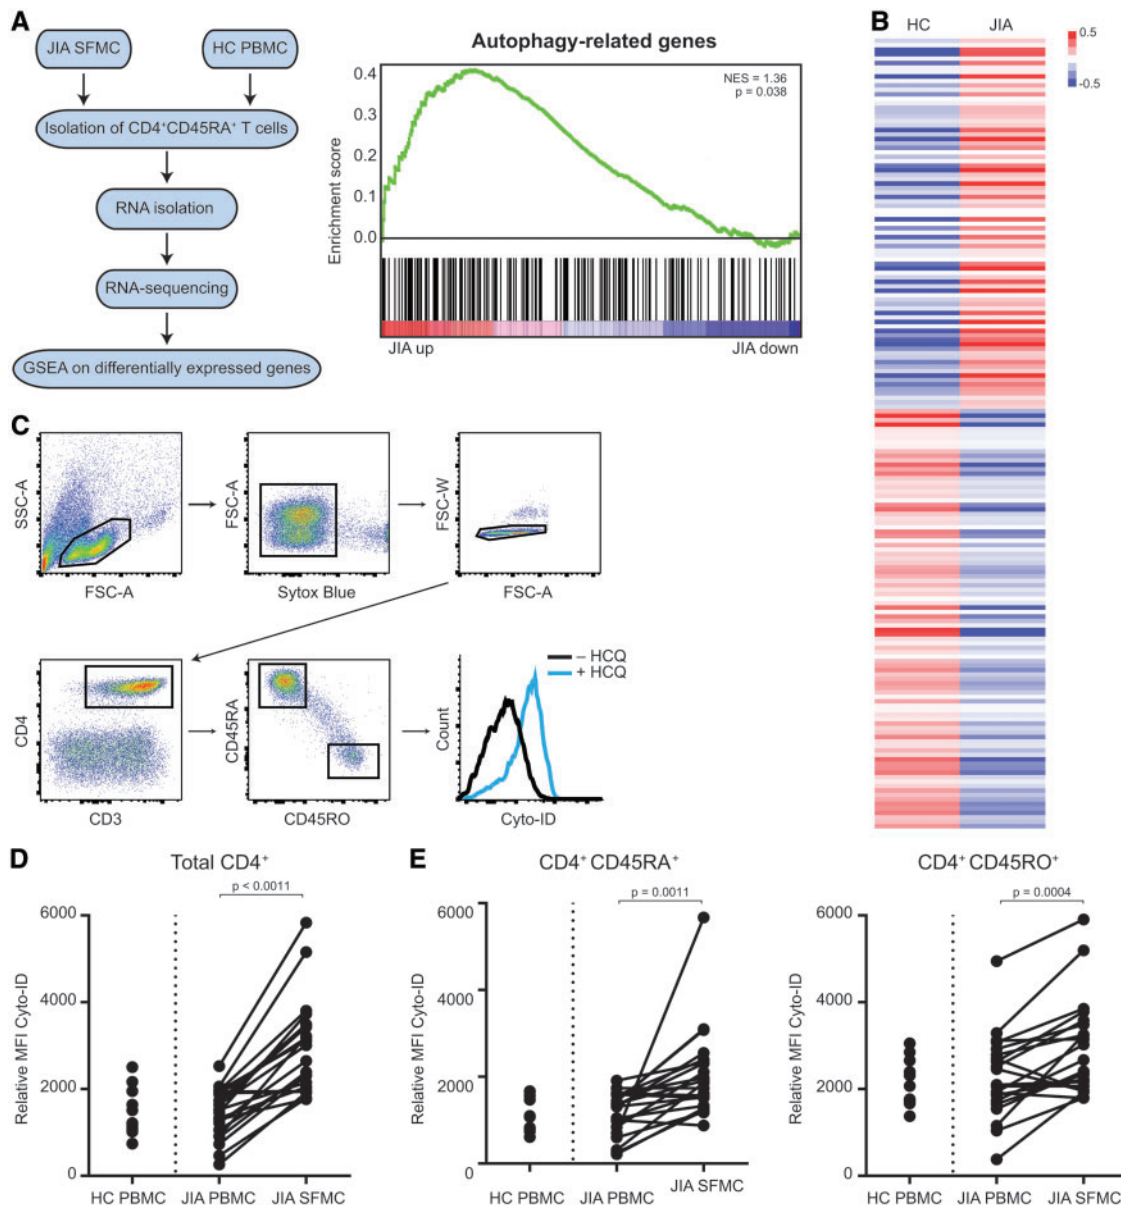 A
JIA SFMC
HC PBMC
Isolation of CD4⁺CD45RA⁺ T cells
RNA isolation
RNA-sequencing
GSEA on differentially expressed genes
Autophagy-related genes
NES = 1.36
p = 0.038
Enrichment score
0.4
0.3
0.2
0.1
0.0
JIA up
JIA down
B
HC
JIA
0.5
-0.5
C
SSC-A
FSC-A
FSC-A
Sytox Blue
FSC-W
FSC-A
CD4
CD3
CD45RA
CD45RO
Count
Cyto-ID
– HCQ
+ HCQ
D
Total CD4⁺
p < 0.0011
Relative MFI Cyto-ID
6000
4000
2000
0
HC PBMC
JIA PBMC
JIA SFMC
E
CD4⁺ CD45RA⁺
p = 0.0011
Relative MFI Cyto-ID
6000
4000
2000
0
HC PBMC
JIA PBMC
JIA SFMC
CD4⁺ CD45RO⁺
p = 0.0004
Relative MFI Cyto-ID
6000
4000
2000
0
HC PBMC
JIA PBMC
JIA SFMC